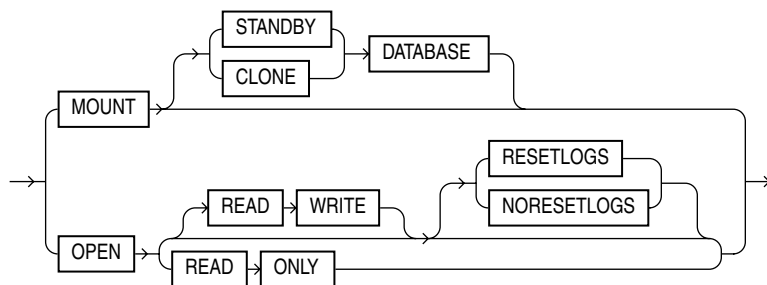 STANDBY
DATABASE
CLONE
MOUNT
RESETLOGS
READ WRITE NORESETLOGS
OPEN
READ ONLY